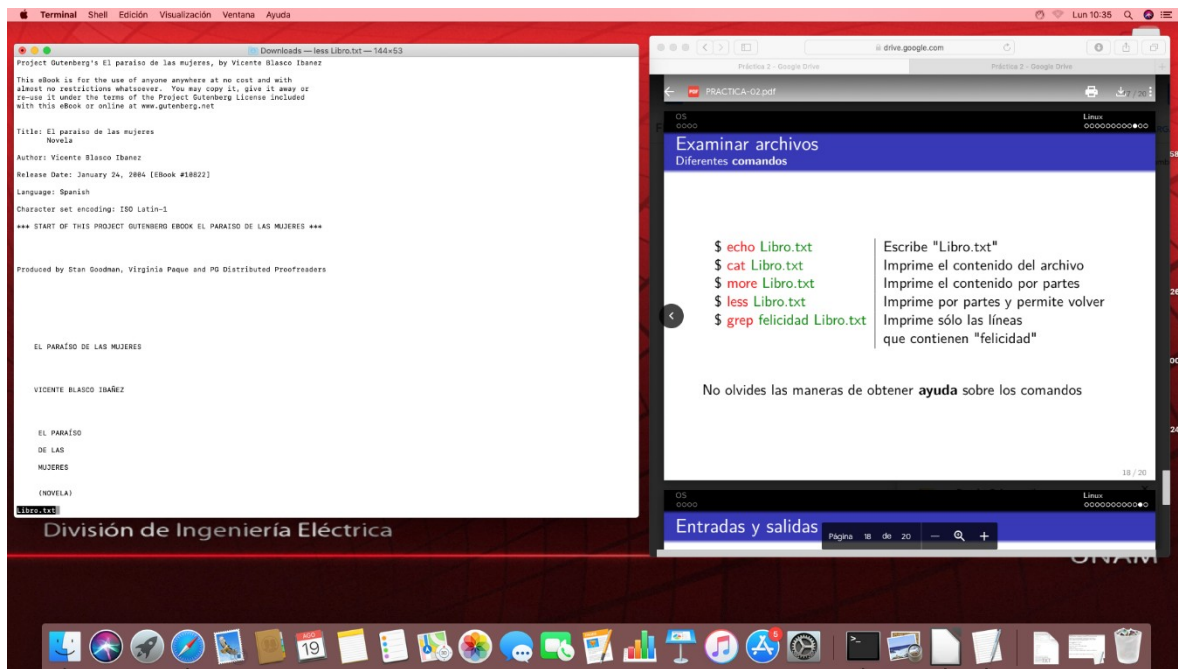 Terminal Shell Edición Visualización Ventana Ayuda
Lun 10:35
Downloads — less Libro.txt — 144×53
Project Gutenberg's El paraiso de las mujeres, by Vicente Blasco Ibanez
This eBook is for the use of anyone anywhere at no cost and with
almost no restrictions whatsoever. You may copy it, give it away or
re-use it under the terms of the Project Gutenberg License included
with this eBook or online at www.gutenberg.net
Title: El paraiso de las mujeres
Novela
Author: Vicente Blasco Ibanez
Release Date: January 24, 2004 [EBook #10822]
Language: Spanish
Character set encoding: ISO Latin-1
*** START OF THIS PROJECT GUTENBERG EBOOK EL PARAISO DE LAS MUJERES ***
Produced by Stan Goodman, Virginia Paque and PG Distributed Proofreaders
EL PARAÍSO DE LAS MUJERES
VICENTE BLASCO IBAÑEZ
EL PARAÍSO
DE LAS
MUJERES
(NOVELA)
Libro.txt
División de Ingeniería Eléctrica
drive.google.com
Práctica 2 - Google Drive
Práctica 2 - Google Drive
PDF PRACTICA-02.pdf
/ 20
OS
Linux
Examinar archivos
Diferentes comandos
$ echo Libro.txt Escribe "Libro.txt"
$ cat Libro.txt Imprime el contenido del archivo
$ more Libro.txt Imprime el contenido por partes
$ less Libro.txt Imprime por partes y permite volver
$ grep felicidad Libro.txt Imprime sólo las líneas
que contienen "felicidad"
No olvides las maneras de obtener ayuda sobre los comandos
18 / 20
OS
Linux
Entradas y salidas
Página 18 de 20
UNAM
AGO
19
5